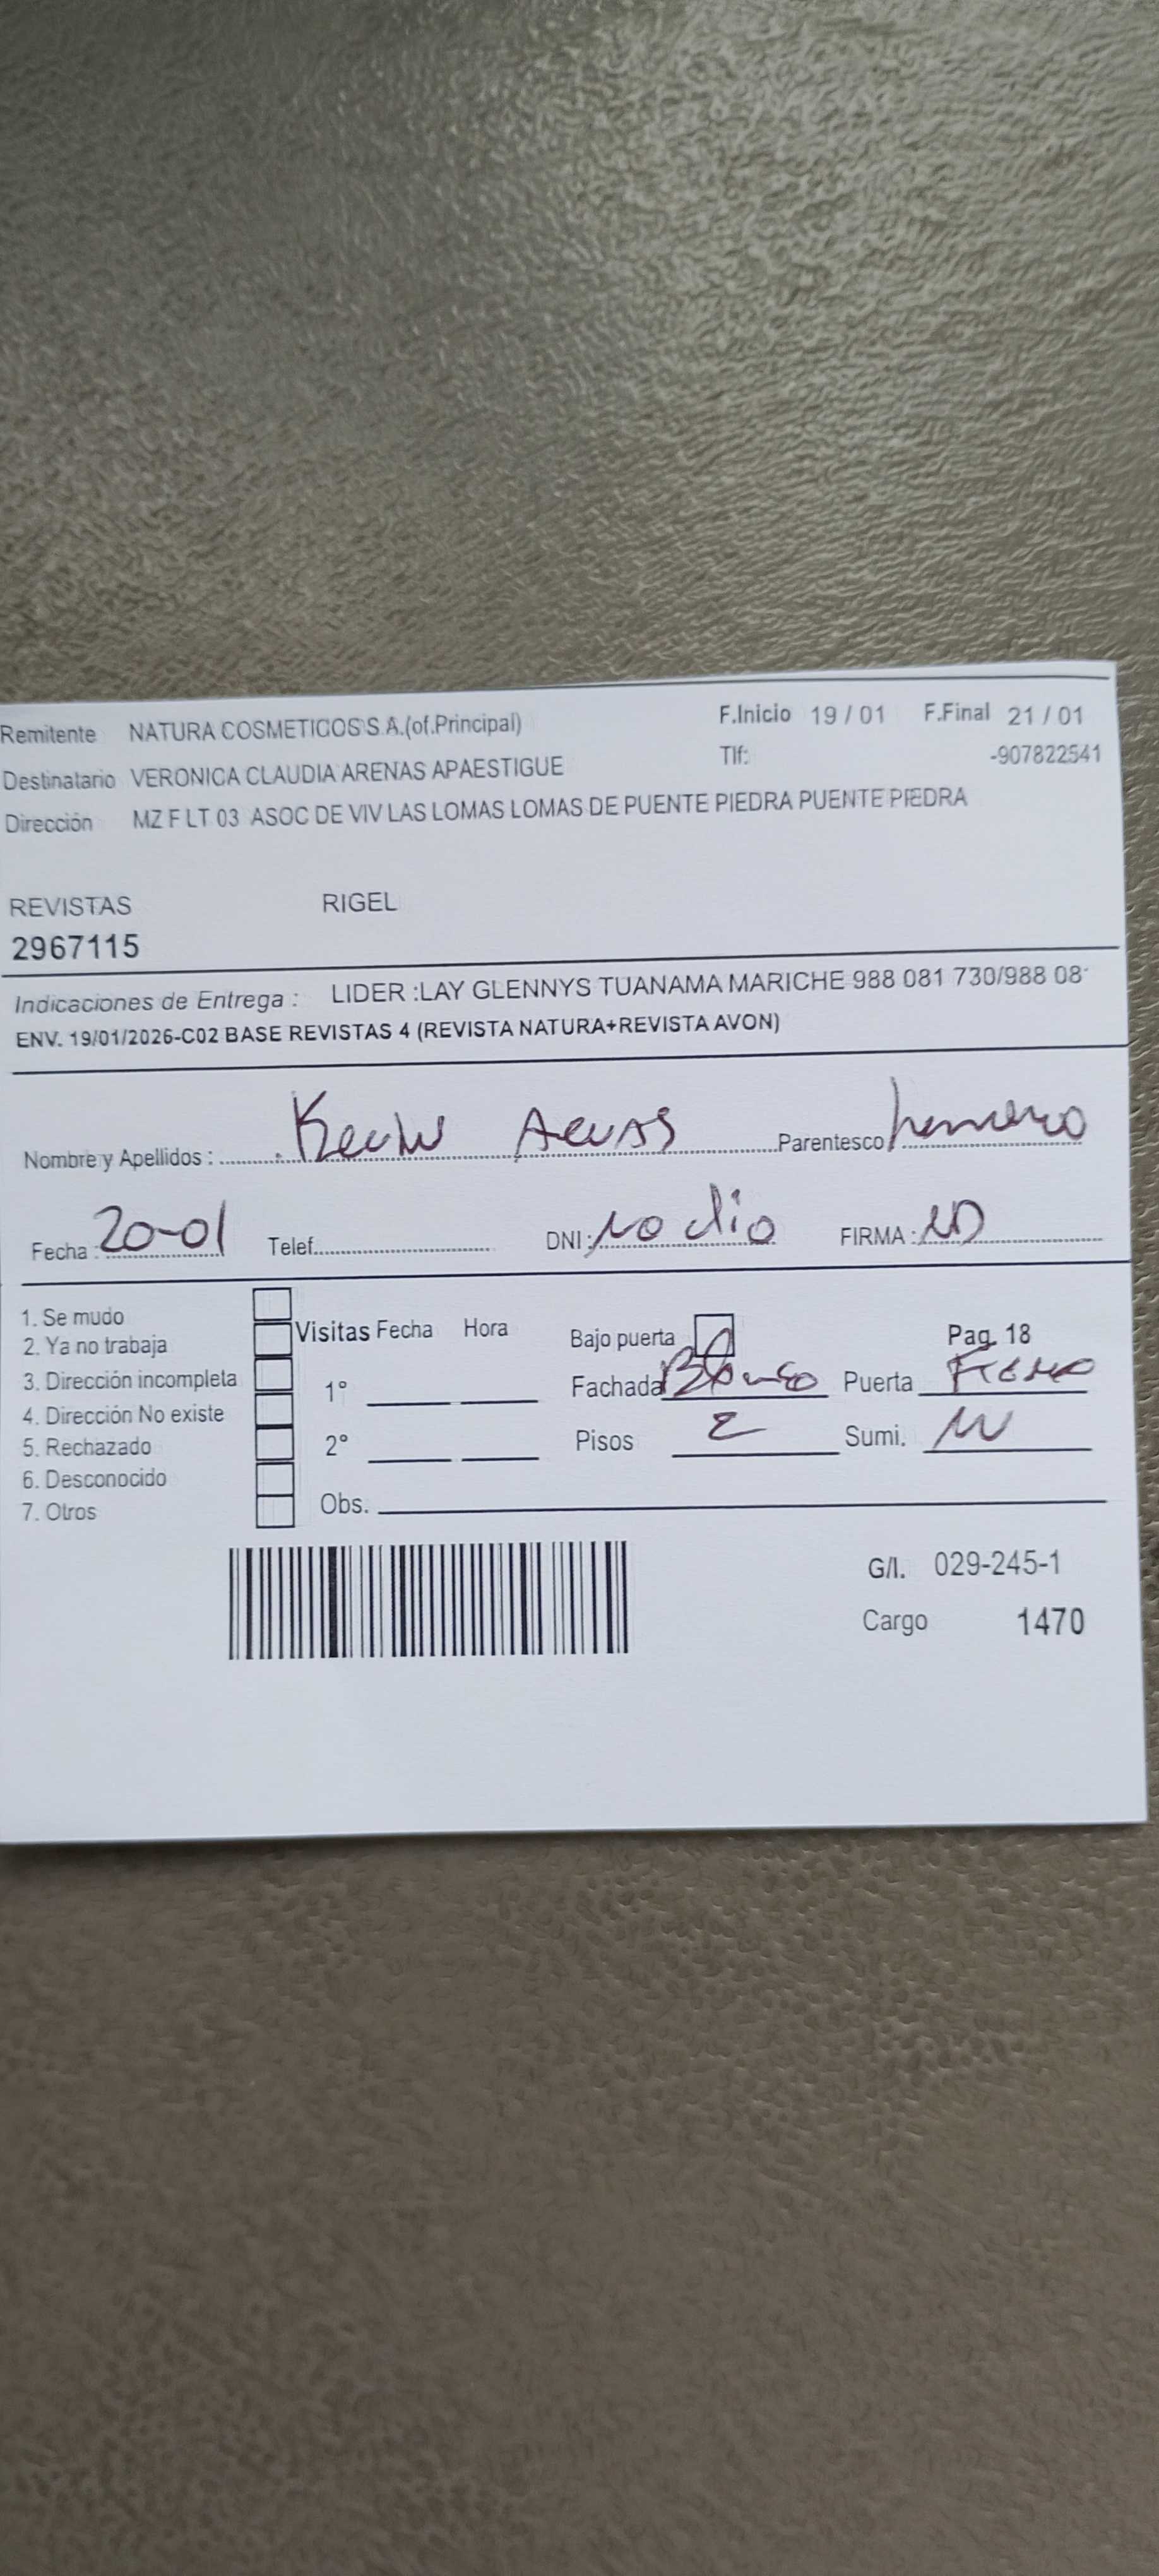 Remitente NATURA COSMETICOS S.A.(of.Principal) F.Inicio 19 / 01 F.Final 21 / 01
Destinatario VERONICA CLAUDIA ARENAS APAESTIGUE Tlf: -907822541
Dirección MZ F LT 03 ASOC DE VIV LAS LOMAS LOMAS DE PUENTE PIEDRA PUENTE PIEDRA
REVISTAS RIGEL
2967115
Indicaciones de Entrega : LIDER :LAY GLENNYS TUANAMA MARICHE 988 081 730/988 08
ENV. 19/01/2026-C02 BASE REVISTAS 4 (REVISTA NATURA+REVISTA AVON)
Nombre y Apellidos : Parentesco
Fecha : 20-01 Telef. DNI : no dio FIRMA : ND
1. Se mudo
2. Ya no trabaja Visitas Fecha Hora Bajo puerta Pag. 18
3. Dirección incompleta 1° Fachada Blanco Puerta Fierro
4. Dirección No existe
5. Rechazado 2° Pisos 2 Sumi.
6. Desconocido
7. Otros Obs.
G/I. 029-245-1
Cargo 1470